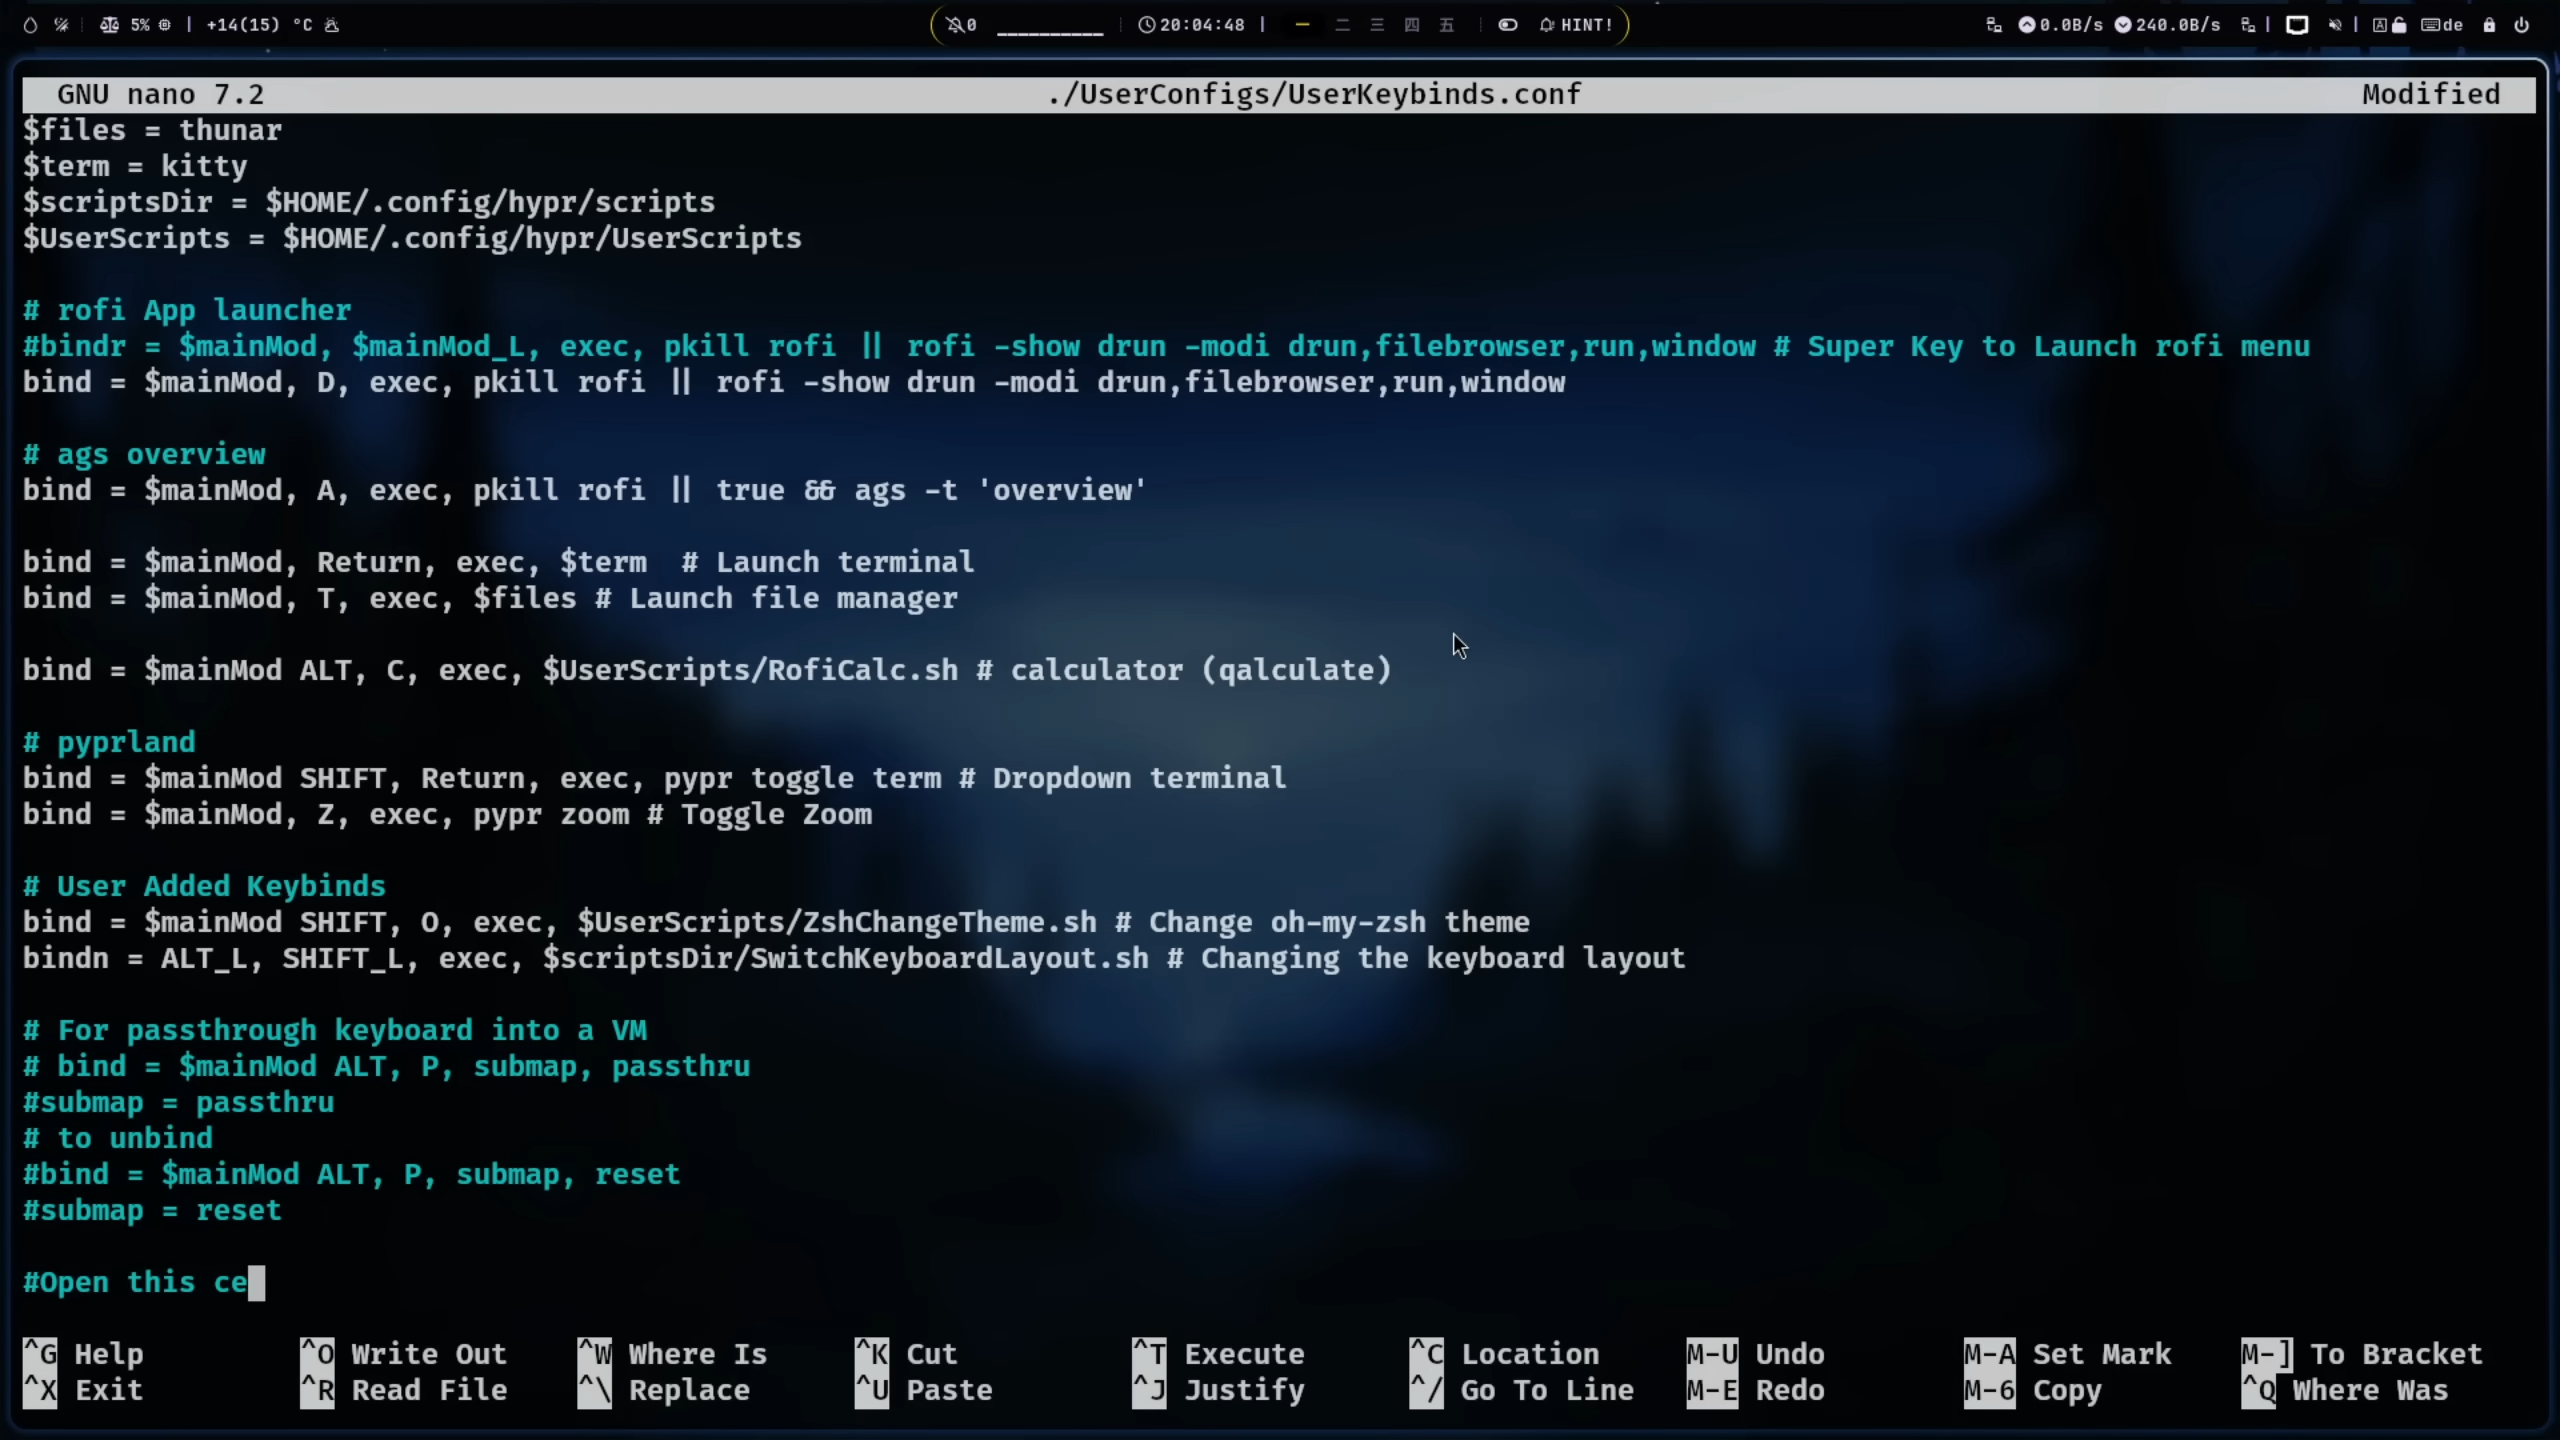 5% | +14(15) °C 0 __________ 20:04:48 | 一 二 三 四 五 HINT! 0.0B/s 240.0B/s | | A de
GNU nano 7.2 ./UserConfigs/UserKeybinds.conf Modified
$files = thunar
$term = kitty
$scriptsDir = $HOME/.config/hypr/scripts
$UserScripts = $HOME/.config/hypr/UserScripts
# rofi App launcher
#bindr = $mainMod, $mainMod_L, exec, pkill rofi || rofi -show drun -modi drun,filebrowser,run,window # Super Key to Launch rofi menu
bind = $mainMod, D, exec, pkill rofi || rofi -show drun -modi drun,filebrowser,run,window
# ags overview
bind = $mainMod, A, exec, pkill rofi || true && ags -t 'overview'
bind = $mainMod, Return, exec, $term  # Launch terminal
bind = $mainMod, T, exec, $files # Launch file manager
bind = $mainMod ALT, C, exec, $UserScripts/RofiCalc.sh # calculator (qalculate)
# pyprland
bind = $mainMod SHIFT, Return, exec, pypr toggle term # Dropdown terminal
bind = $mainMod, Z, exec, pypr zoom # Toggle Zoom
# User Added Keybinds
bind = $mainMod SHIFT, O, exec, $UserScripts/ZshChangeTheme.sh # Change oh-my-zsh theme
bindn = ALT_L, SHIFT_L, exec, $scriptsDir/SwitchKeyboardLayout.sh # Changing the keyboard layout
# For passthrough keyboard into a VM
# bind = $mainMod ALT, P, submap, passthru
#submap = passthru
# to unbind
#bind = $mainMod ALT, P, submap, reset
#submap = reset
#Open this ce
^G Help ^O Write Out ^W Where Is ^K Cut ^T Execute ^C Location M-U Undo M-A Set Mark M-] To Bracket
^X Exit ^R Read File ^\ Replace ^U Paste ^J Justify ^/ Go To Line M-E Redo M-6 Copy ^Q Where Was